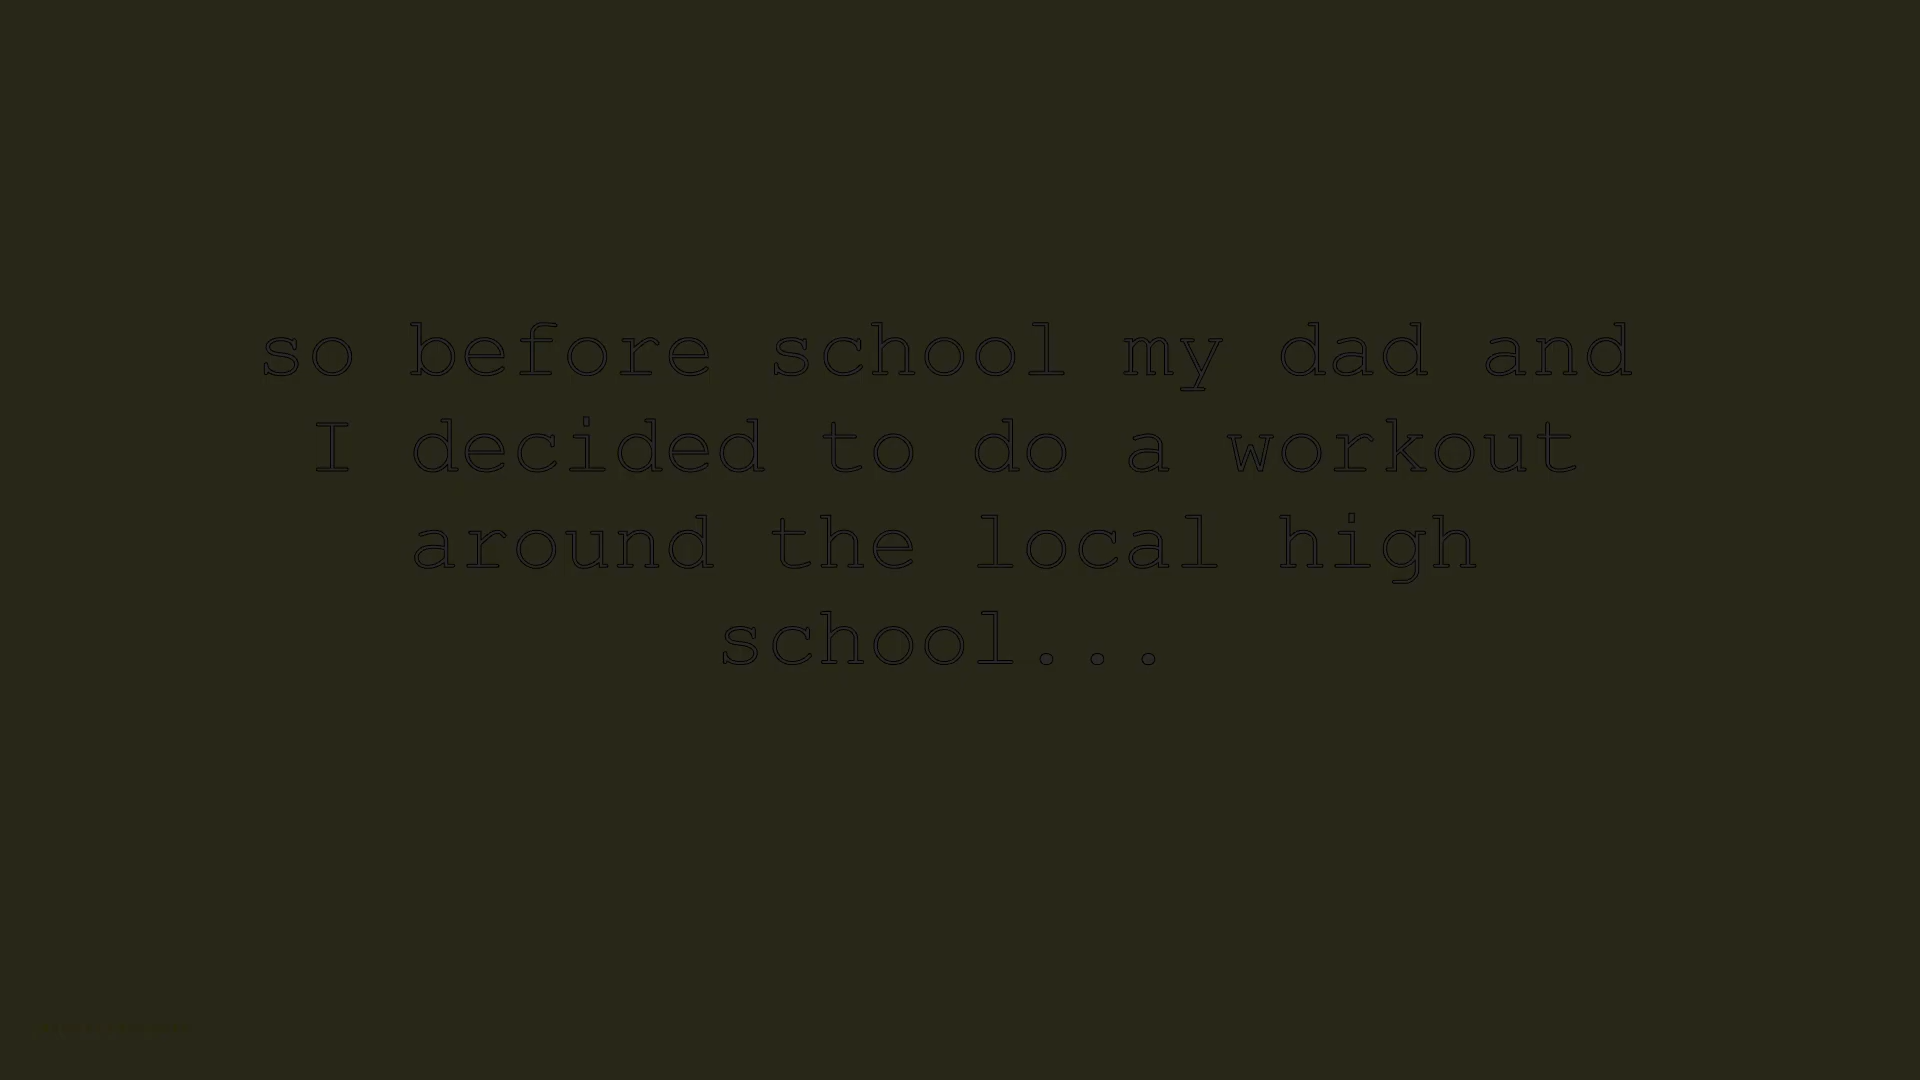 so before school my dad and
I decided to do a workout
around the local high
school...